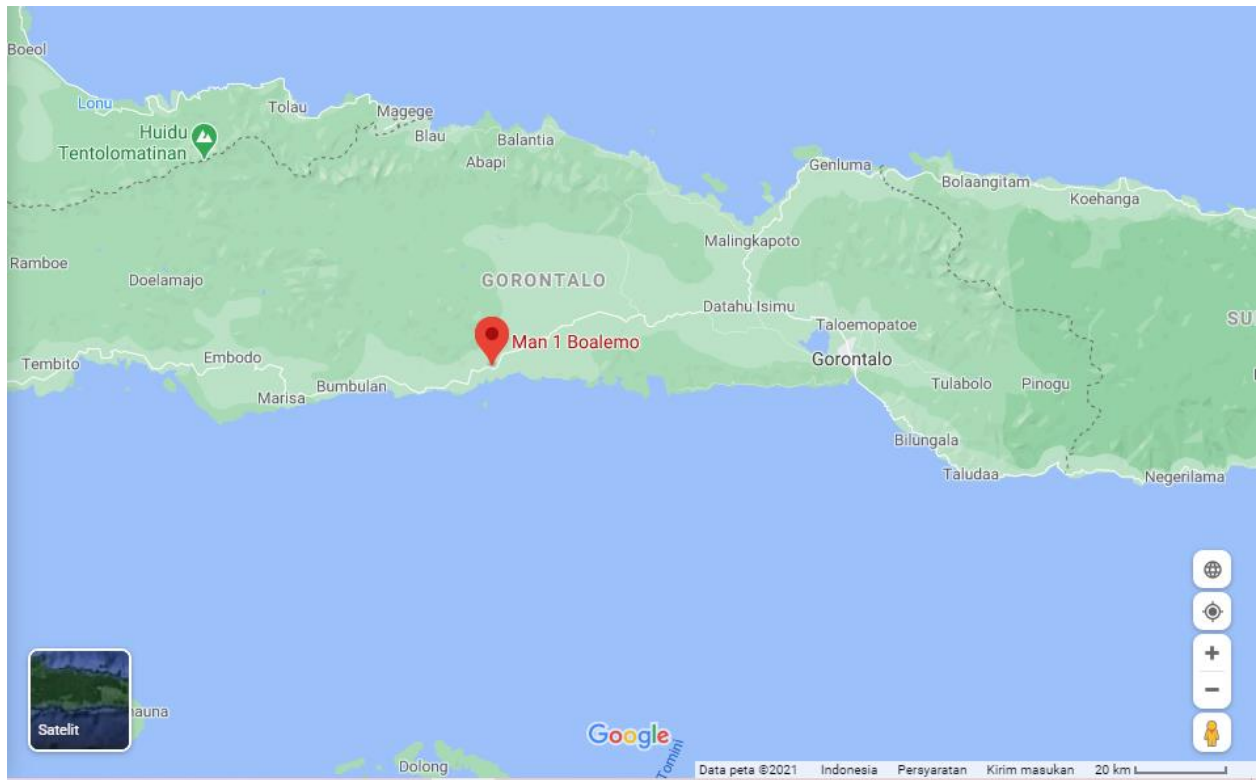 Boeol
Lonu
Tolau
Magege
Huidu
Tentolomatinan
Blau
Balantia
Abapi
Genluma
Bolaangitam
Koehanga
Malingkapoto
Ramboe
Doelamajo
GORONTALO
Datahu Isimu
SU
Taloemopatoe
Man 1 Boalemo
Tembito
Embodo
Gorontalo
Marisa
Bumbulan
Tulabolo
Pinogu
Bilungala
Taludaa
Negerilama
auna
Satelit
Google
Dolong
Tomini
Data peta ©2021 Indonesia Persyaratan Kirim masukan 20 km